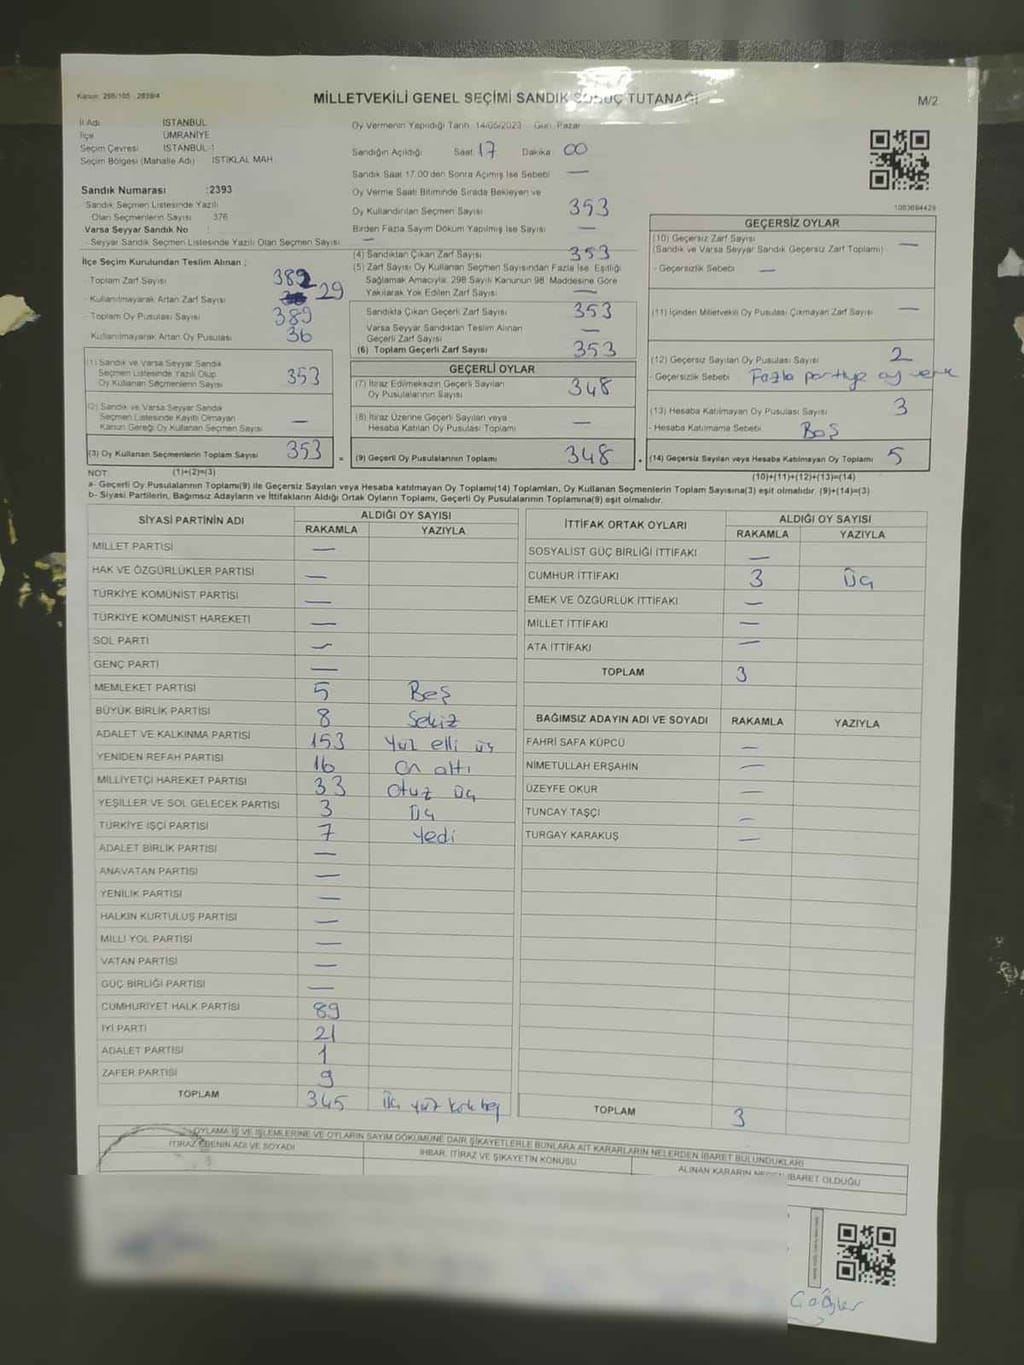 Kanun: 298/105 - 2839/4
MİLLETVEKİLİ GENEL SEÇİMİ SANDIK SONUÇ TUTANAĞI
M/2
İl Adı İSTANBUL
İlçe ÜMRANİYE
Seçim Çevresi İSTANBUL-1
Seçim Bölgesi (Mahalle Adı) İSTİKLAL MAH.
Sandık Numarası :2393
Sandık Seçmen Listesinde Yazılı
Olan Seçmenlerin Sayısı 376
Varsa Seyyar Sandık No :
- Seyyar Sandık Seçmen Listesinde Yazılı Olan Seçmen Sayısı —
İlçe Seçim Kurulundan Teslim Alınan :
- Toplam Zarf Sayısı 382
- Kullanılmayarak Artan Zarf Sayısı 29
- Toplam Oy Pusulası Sayısı 389
- Kullanılmayarak Artan Oy Pusulası 36
(1) Sandık ve Varsa Seyyar Sandık
Seçmen Listesinde Yazılı Olup
Oy Kullanan Seçmenlerin Sayısı 353
(2) Sandık ve Varsa Seyyar Sandık
Seçmen Listesinde Kayıtlı Olmayan
Kanun Gereği Oy Kullanan Seçmen Sayısı —
(3) Oy Kullanan Seçmenlerin Toplam Sayısı 353 =
Oy Vermenin Yapıldığı Tarih 14/05/2023 Gün: Pazar
Sandığın Açıldığı Saat 17 Dakika 00
Sandık Saat 17.00'den Sonra Açılmış İse Sebebi —
Oy Verme Saati Bitiminde Sırada Bekleyen ve
Oy Kullandırılan Seçmen Sayısı 353
Birden Fazla Sayım Döküm Yapılmış İse Sayısı —
(4) Sandıktan Çıkan Zarf Sayısı 353
(5) Zarf Sayısı Oy Kullanan Seçmen Sayısından Fazla İse, Eşitliği
Sağlamak Amacıyla, 298 Sayılı Kanunun 98. Maddesine Göre
Yakılarak Yok Edilen Zarf Sayısı —
Sandıkta Çıkan Geçerli Zarf Sayısı 353
Varsa Seyyar Sandıktan Teslim Alınan
Geçerli Zarf Sayısı —
(6) Toplam Geçerli Zarf Sayısı 353
GEÇERLİ OYLAR
(7) İtiraz Edilmeksizin Geçerli Sayılan
Oy Pusulalarının Sayısı 348
(8) İtiraz Üzerine Geçerli Sayılan veya
Hesaba Katılan Oy Pusulası Toplamı —
(9) Geçerli Oy Pusulalarının Toplamı 348 +
1083694429
GEÇERSİZ OYLAR
(10) Geçersiz Zarf Sayısı
(Sandık ve Varsa Seyyar Sandık Geçersiz Zarf Toplamı) —
- Geçersizlik Sebebi —
(11) İçinden Milletvekili Oy Pusulası Çıkmayan Zarf Sayısı —
(12) Geçersiz Sayılan Oy Pusulası Sayısı 2
- Geçersizlik Sebebi Fazla partiye oy verme
(13) Hesaba Katılmayan Oy Pusulası Sayısı 3
- Hesaba Katılmama Sebebi Boş
(14) Geçersiz Sayılan veya Hesaba Katılmayan Oy Toplamı 5
NOT: (1)+(2)=(3) (10)+(11)+(12)+(13)=(14)
a- Geçerli Oy Pusulalarının Toplamı(9) ile Geçersiz Sayılan veya Hesaba katılmayan Oy Toplamı(14) Toplamları, Oy Kullanan Seçmenlerin Toplam Sayısına(3) eşit olmalıdır. (9)+(14)=(3)
b- Siyasi Partilerin, Bağımsız Adayların ve İttifakların Aldığı Ortak Oyların Toplamı, Geçerli Oy Pusulalarının Toplamına(9) eşit olmalıdır.
SİYASİ PARTİNİN ADI ALDIĞI OY SAYISI
RAKAMLA YAZIYLA
MİLLET PARTİSİ —
HAK VE ÖZGÜRLÜKLER PARTİSİ —
TÜRKİYE KOMÜNİST PARTİSİ —
TÜRKİYE KOMÜNİST HAREKETİ —
SOL PARTİ —
GENÇ PARTİ —
MEMLEKET PARTİSİ 5 Beş
BÜYÜK BİRLİK PARTİSİ 8 Sekiz
ADALET VE KALKINMA PARTİSİ 153 Yüz elli üç
YENİDEN REFAH PARTİSİ 16 On altı
MİLLİYETÇİ HAREKET PARTİSİ 33 Otuz üç
YEŞİLLER VE SOL GELECEK PARTİSİ 3 Üç
TÜRKİYE İŞÇİ PARTİSİ 7 Yedi
ADALET BİRLİK PARTİSİ —
ANAVATAN PARTİSİ —
YENİLİK PARTİSİ —
HALKIN KURTULUŞ PARTİSİ —
MİLLİ YOL PARTİSİ —
VATAN PARTİSİ —
GÜÇ BİRLİĞİ PARTİSİ —
CUMHURİYET HALK PARTİSİ 89
İYİ PARTİ 21
ADALET PARTİSİ 1
ZAFER PARTİSİ 9
TOPLAM 345 Üç yüz kırk beş
İTTİFAK ORTAK OYLARI ALDIĞI OY SAYISI
RAKAMLA YAZIYLA
SOSYALİST GÜÇ BİRLİĞİ İTTİFAKI —
CUMHUR İTTİFAKI 3 Üç
EMEK VE ÖZGÜRLÜK İTTİFAKI —
MİLLET İTTİFAKI —
ATA İTTİFAKI —
TOPLAM 3
BAĞIMSIZ ADAYIN ADI VE SOYADI RAKAMLA YAZIYLA
FAHRİ SAFA KÜPCÜ —
NİMETULLAH ERŞAHİN —
ÜZEYFE OKUR —
TUNCAY TAŞÇI —
TURGAY KARAKUŞ —
TOPLAM 3
OYLAMA İŞ VE İŞLEMLERİNE VE OYLARIN SAYIM DÖKÜMÜNE DAİR ŞİKAYETLERLE BUNLARA AİT KARARLARIN NELERDEN İBARET BULUNDUKLARI
İTİRAZ EDENİN ADI VE SOYADI İHBAR, İTİRAZ VE ŞİKAYETİN KONUSU ALINAN KARARIN NEDEN İBARET OLDUĞU